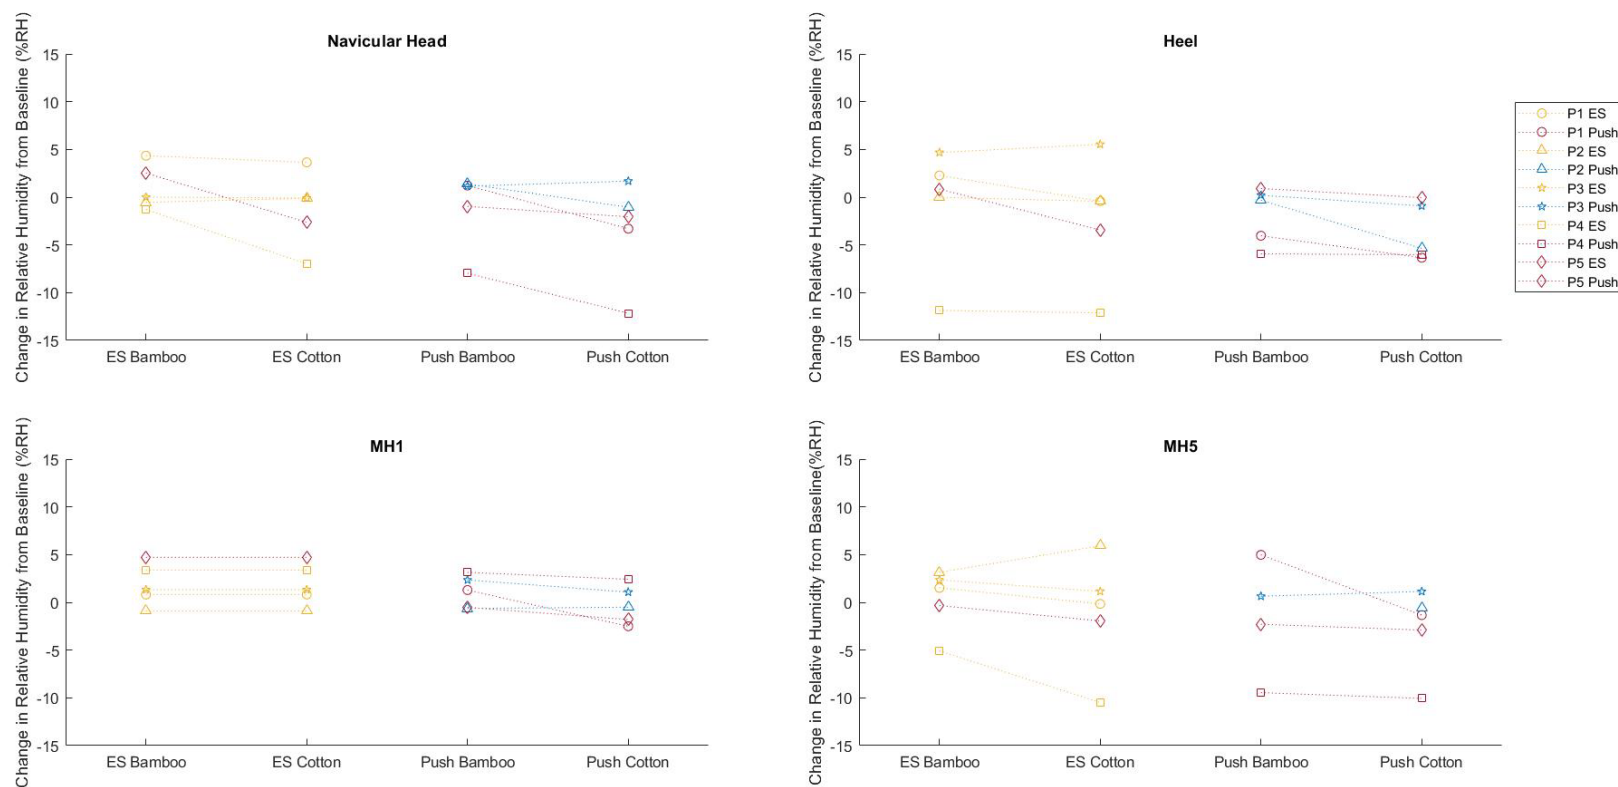 Navicular Head
Change in Relative Humidity from Baseline (%RH)
15
10
5
0
-5
-10
-15
ES Bamboo
ES Cotton
Push Bamboo
Push Cotton
Heel
Change in Relative Humidity from Baseline (%RH)
15
10
5
0
-5
-10
-15
ES Bamboo
ES Cotton
Push Bamboo
Push Cotton
P1 ES
P1 Push
P2 ES
P2 Push
P3 ES
P3 Push
P4 ES
P4 Push
P5 ES
P5 Push
MH1
Change in Relative Humidity from Baseline (%RH)
15
10
5
0
-5
-10
-15
ES Bamboo
ES Cotton
Push Bamboo
Push Cotton
MH5
Change in Relative Humidity from Baseline(%RH)
15
10
5
0
-5
-10
-15
ES Bamboo
ES Cotton
Push Bamboo
Push Cotton